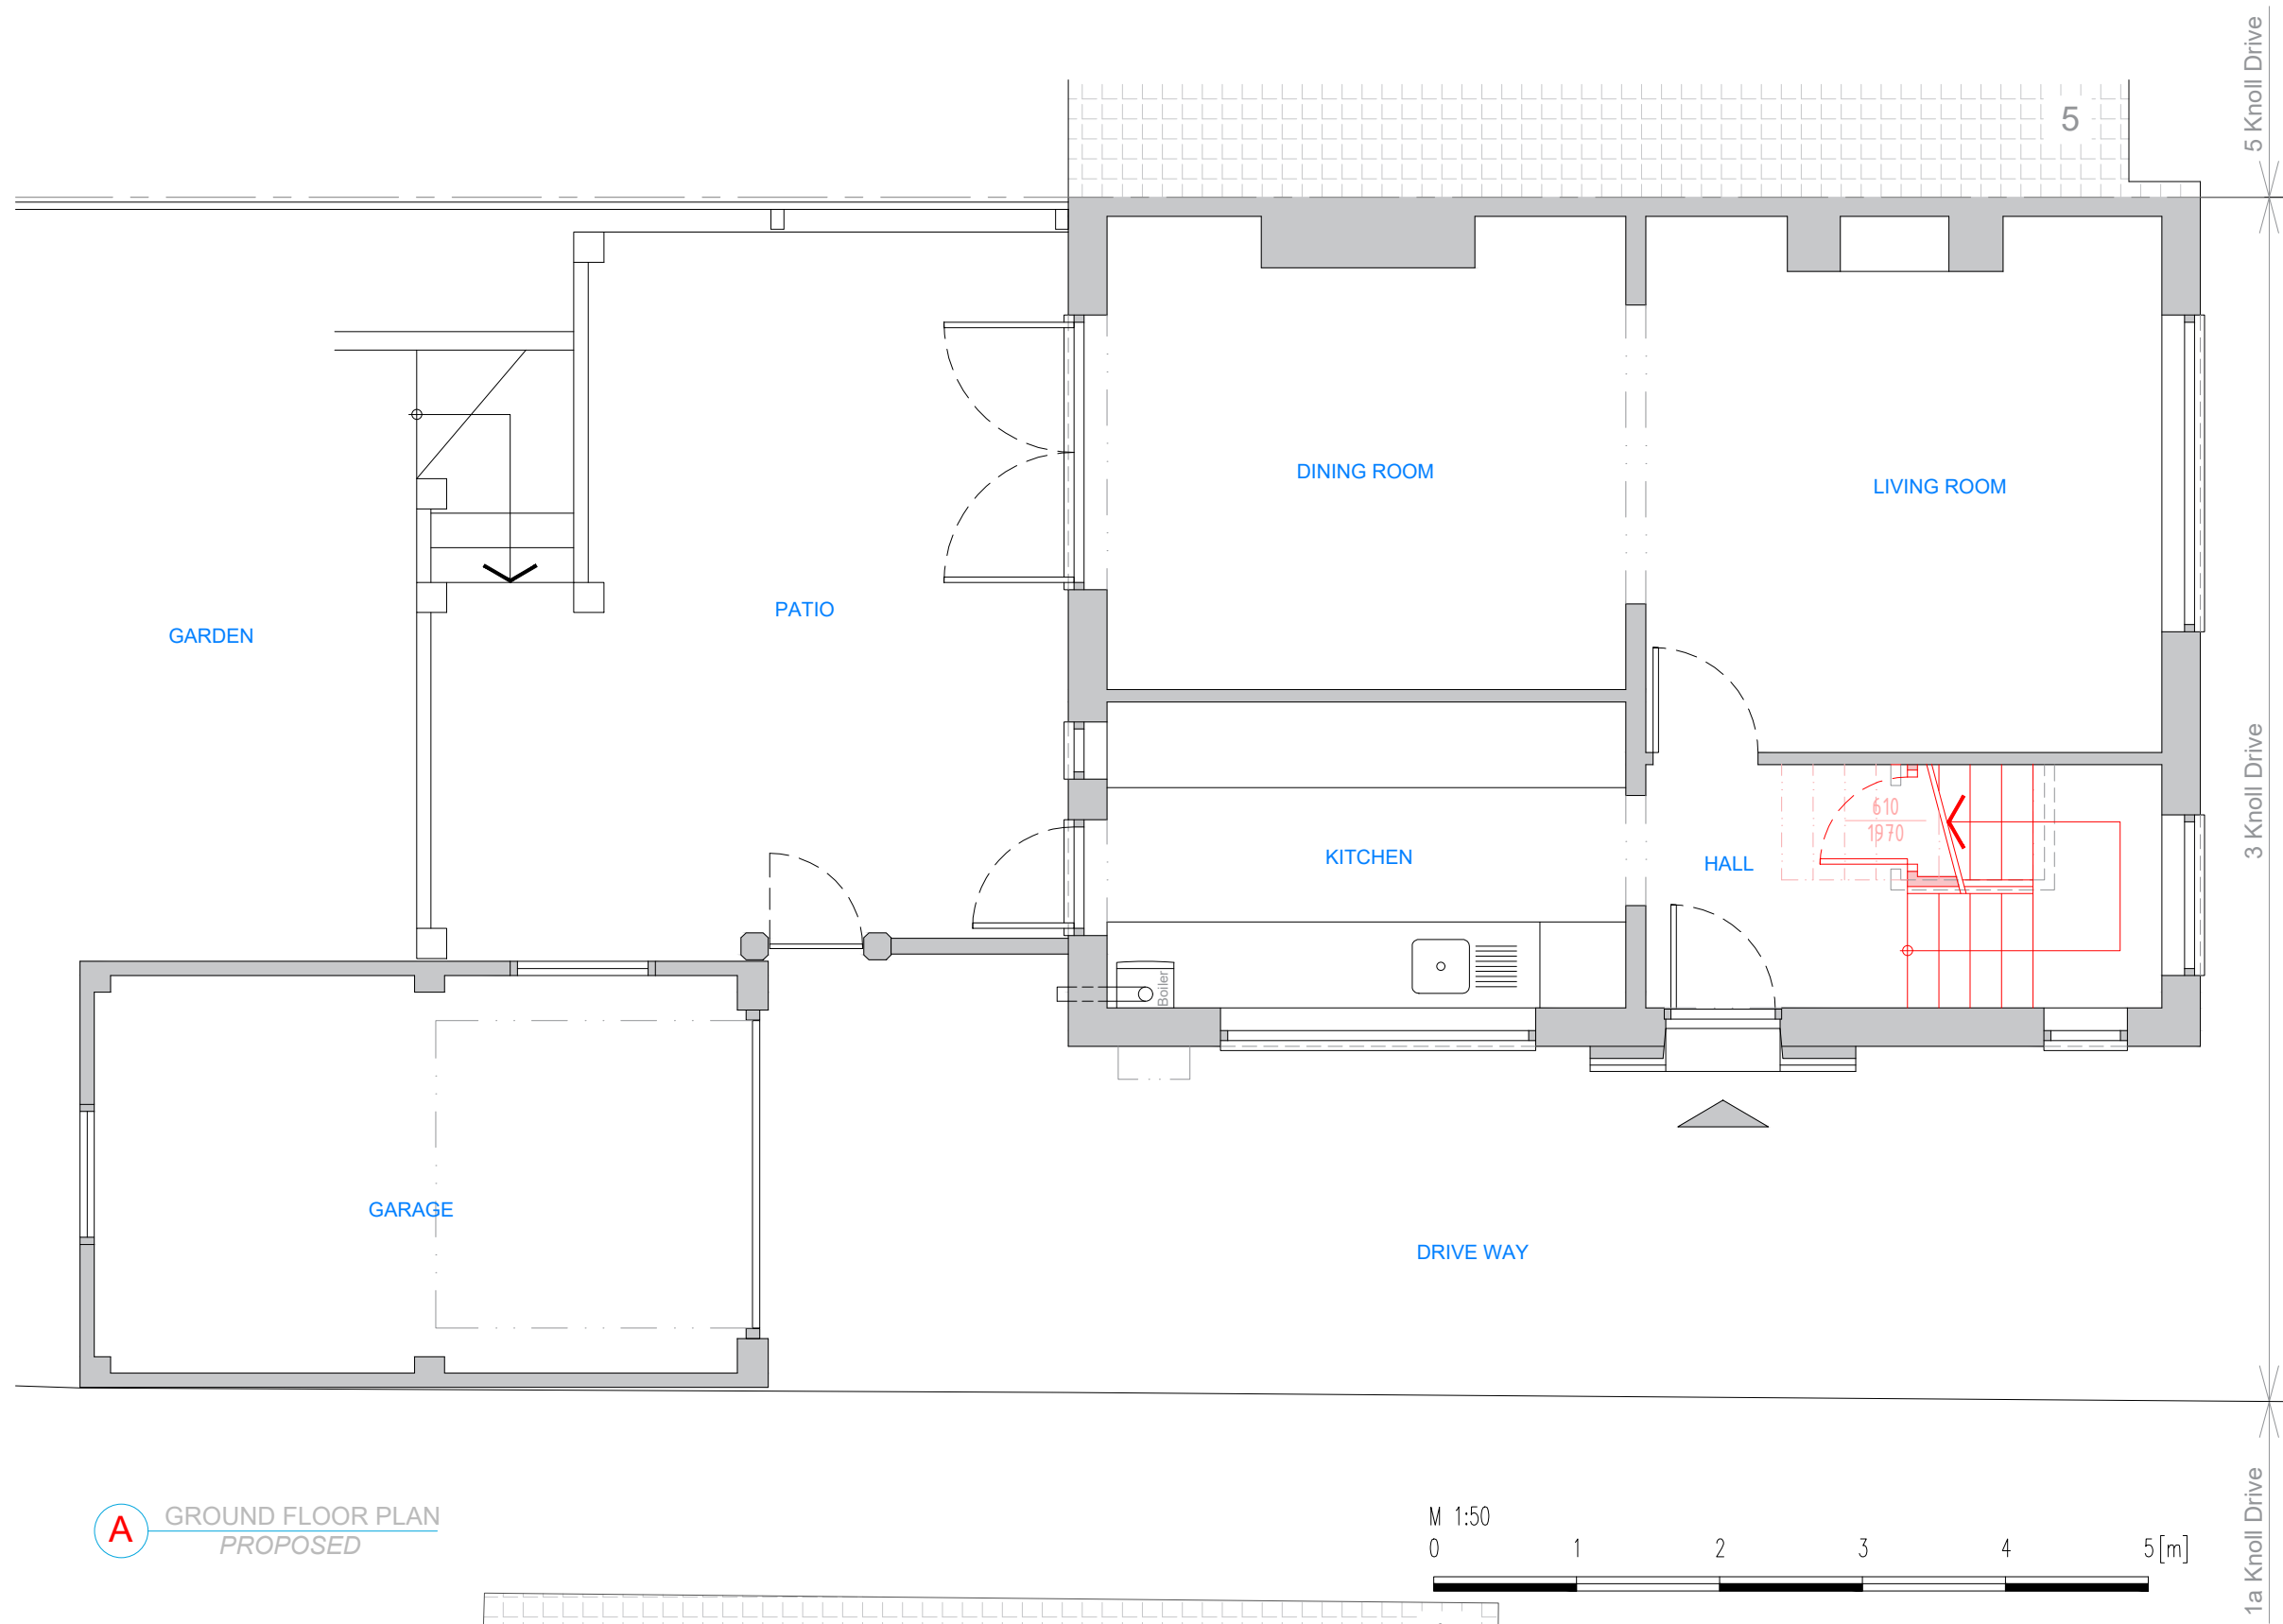 5 Knoll Drive
5
DINING ROOM
LIVING ROOM
PATIO
GARDEN
3 Knoll Drive
610
1970
KITCHEN
HALL
Boiler
GARAGE
DRIVE WAY
A
GROUND FLOOR PLAN
PROPOSED
M 1:50
0 1 2 3 4 5[m]
1a Knoll Drive